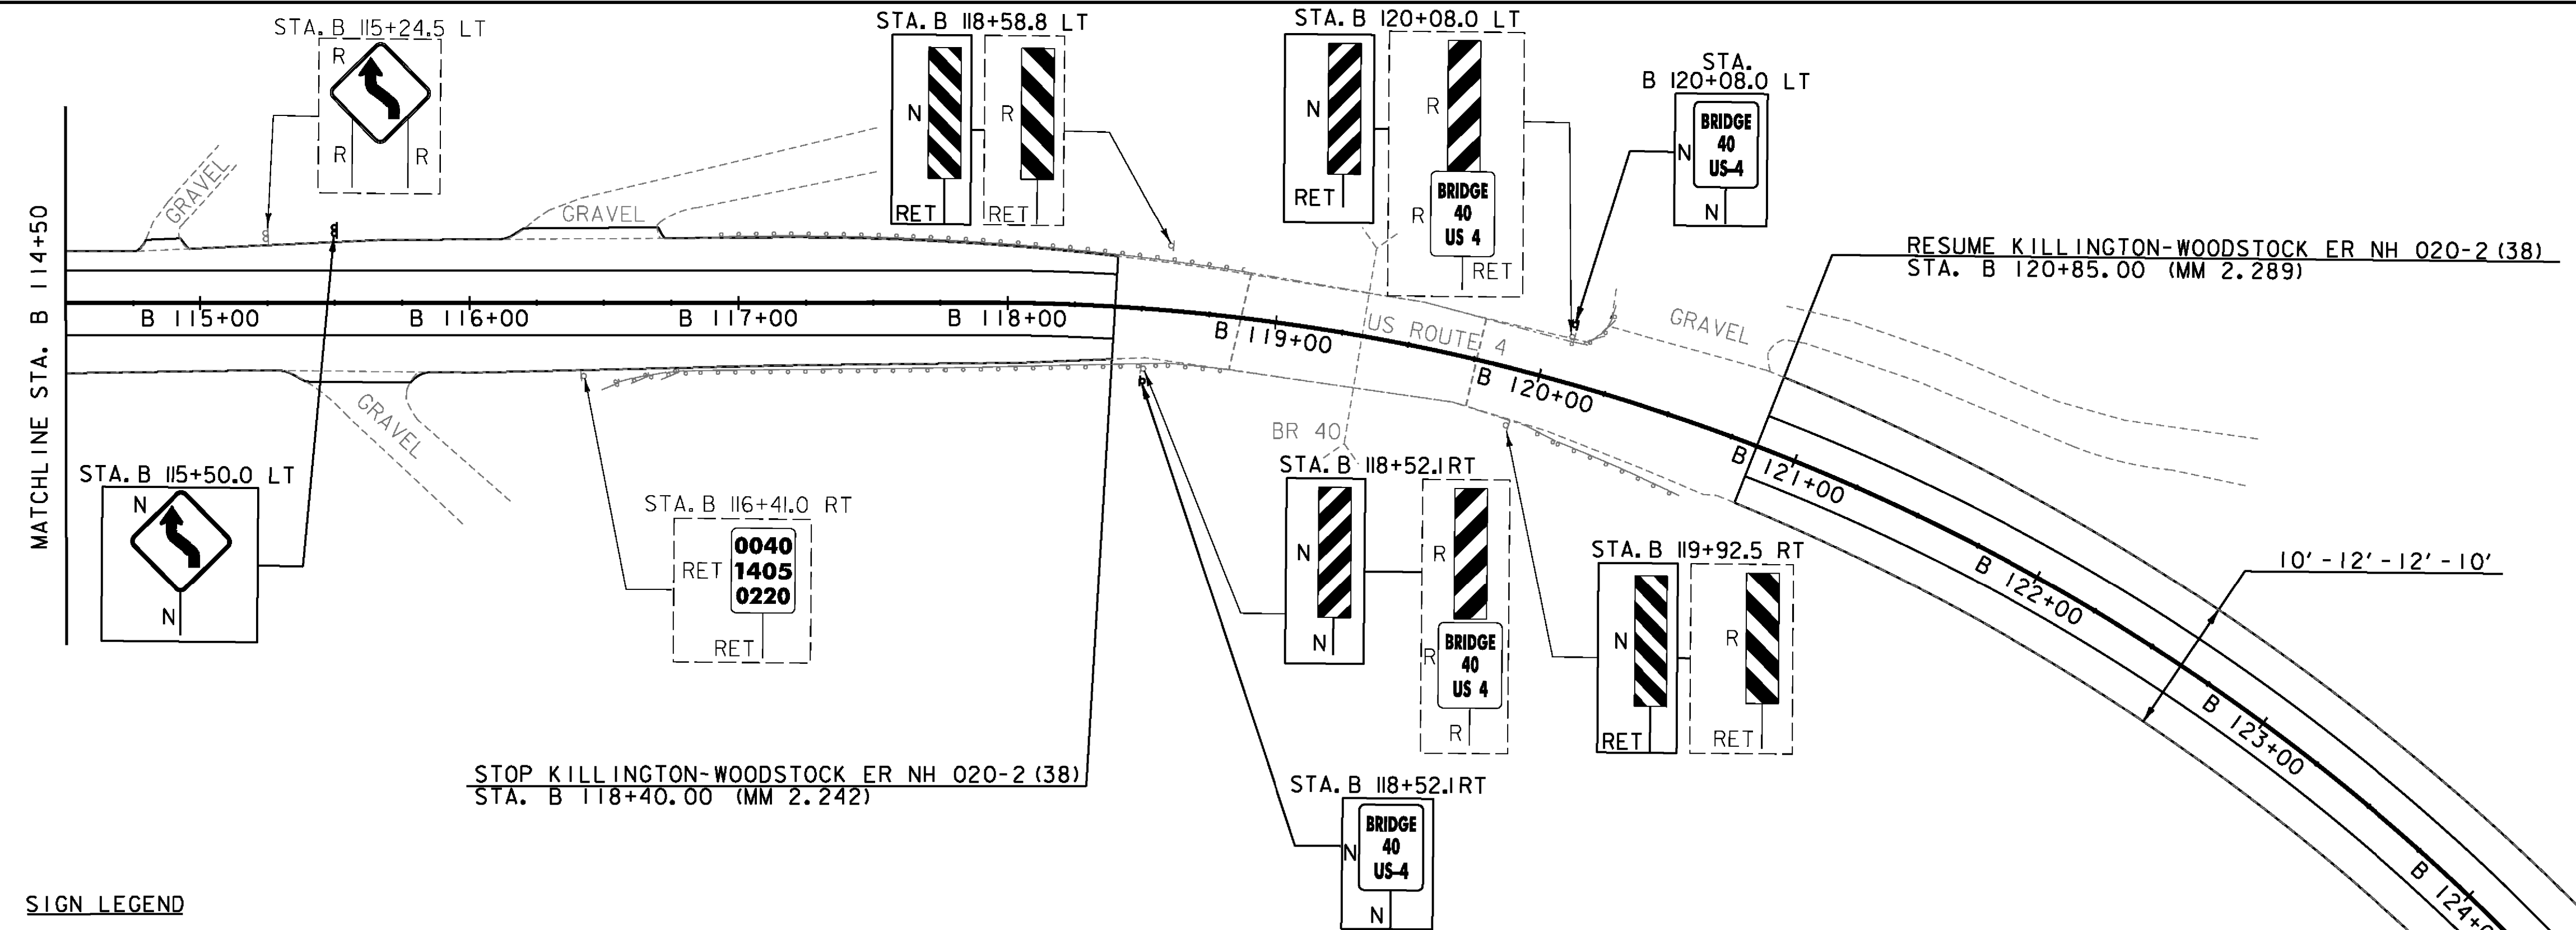 STA. B 115+24.5 LT
R
R
R
STA. B 118+58.8 LT
N
RET
R
RET
STA. B 120+08.0 LT
N
RET
R
R
BRIDGE
40
US 4
RET
STA.
B 120+08.0 LT
N
BRIDGE
40
US-4
N
MATCHLINE STA. B 114+50
GRAVEL
GRAVEL
GRAVEL
GRAVEL
RESUME KILLINGTON-WOODSTOCK ER NH 020-2 (38)
STA. B 120+85.00 (MM 2.289)
B 115+00
B 116+00
B 117+00
B 118+00
B 119+00
US ROUTE 4
B 120+00
B 121+00
B 122+00
B 123+00
B 124+
BR 40
10'-12'-12'-10'
STA. B 115+50.0 LT
N
N
STA. B 116+41.0 RT
RET
0040
1405
0220
RET
STA. B 118+52.1 RT
N
N
R
R
BRIDGE
40
US 4
R
STA. B 119+92.5 RT
N
RET
R
RET
STOP KILLINGTON-WOODSTOCK ER NH 020-2 (38)
STA. B 118+40.00 (MM 2.242)
STA. B 118+52.1 RT
N
BRIDGE
40
US-4
N
SIGN LEGEND